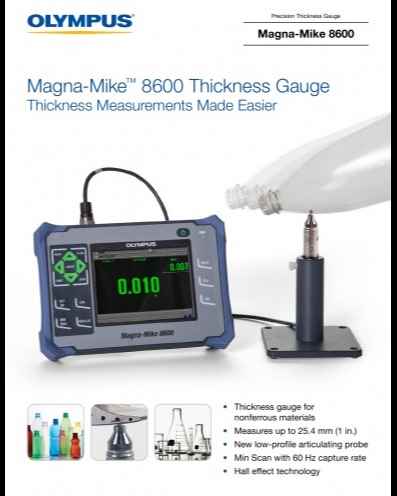 OLYMPUS®
Precision Thickness Gauge
Magna-Mike 8600
Magna-Mike™ 8600 Thickness Gauge
Thickness Measurements Made Easier
OLYMPUS
0.007
0.010
Magna-Mike 8600
• Thickness gauge for
nonferrous materials
• Measures up to 25.4 mm (1 in.)
• New low-profile articulating probe
• Min Scan with 60 Hz capture rate
• Hall effect technology